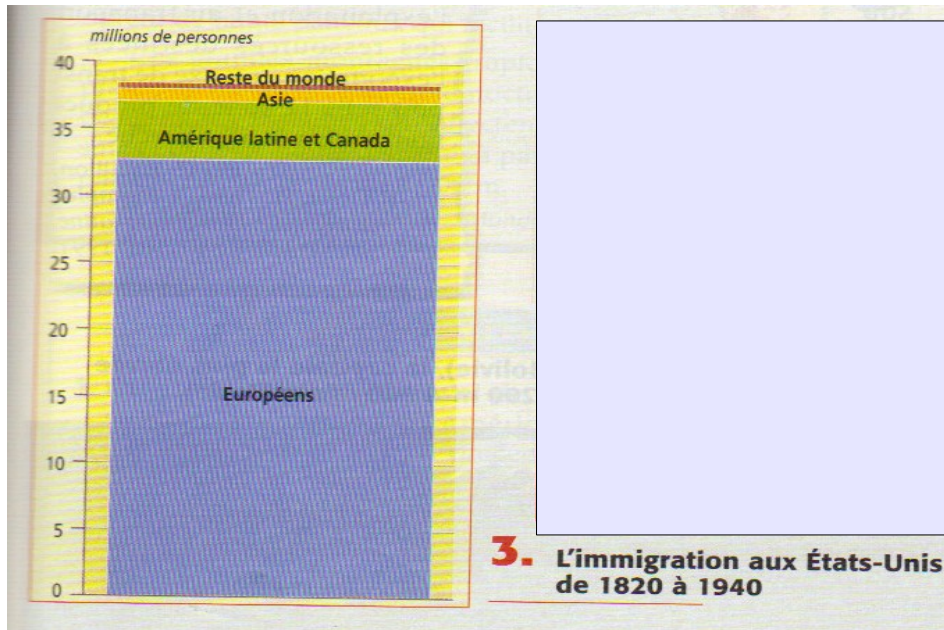 millions de personnes
40
35
30
25
20
15
10
5
0
Reste du monde
Asie
Amérique latine et Canada
Européens
3. L'immigration aux États-Unis
de 1820 à 1940